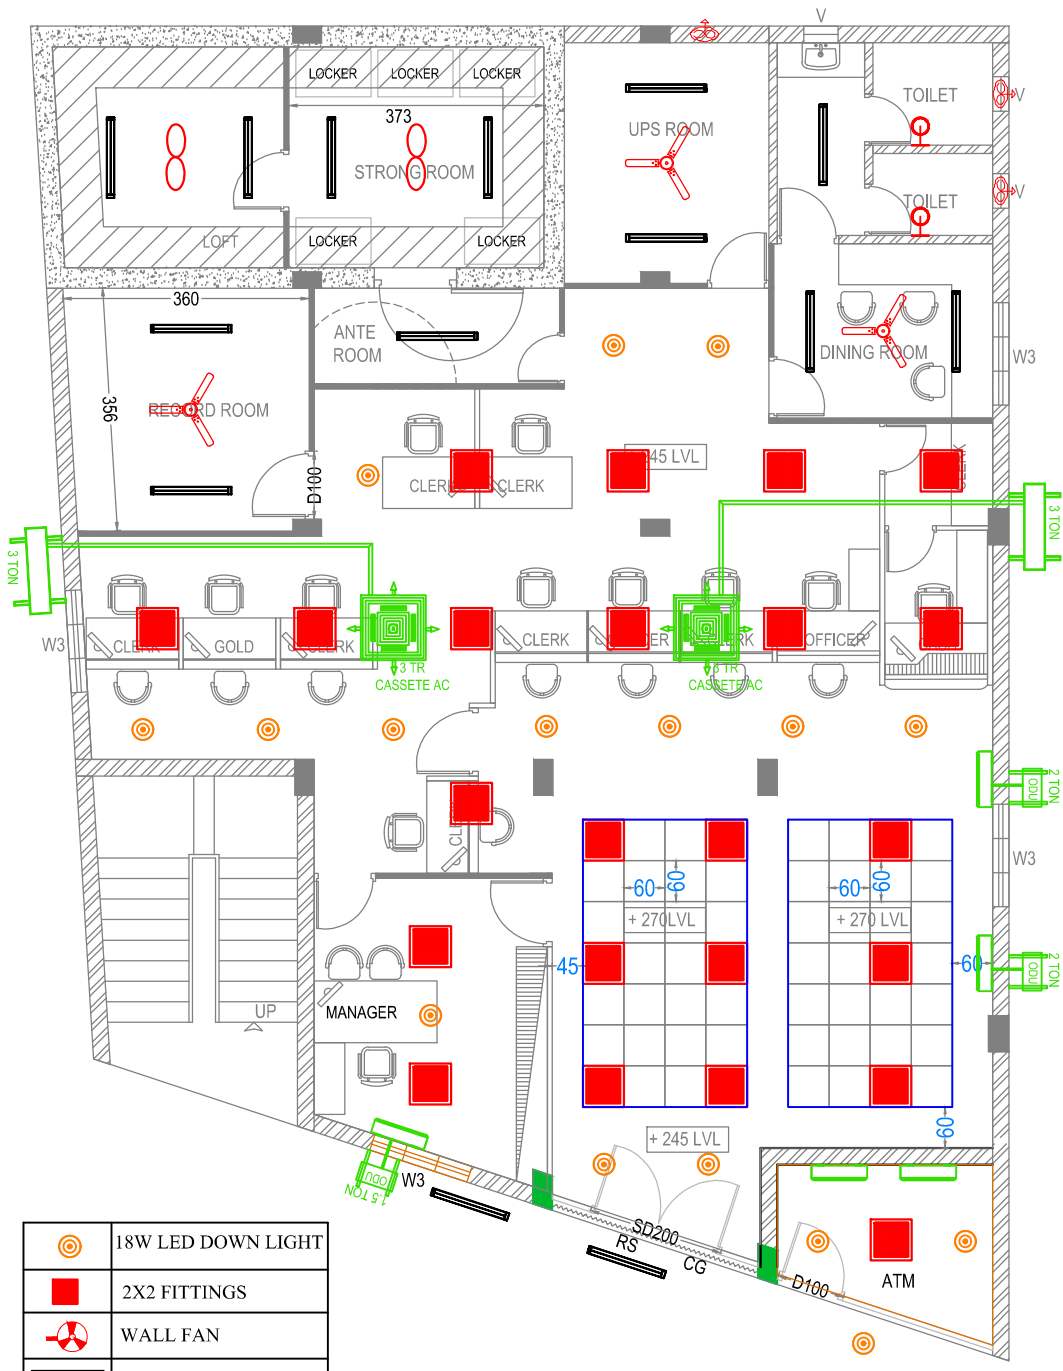 V
LOCKER
LOCKER
LOCKER
373
TOILET
V
UPS ROOM
STRONG ROOM
TOILET
V
LOFT
LOCKER
LOCKER
360
ANTE
ROOM
DINING ROOM
W3
356
RECORD ROOM
D100
+ 245 LVL
CLERK
CLERK
CLERK
3 TON
3 TON
W3
CLERK
GOLD
CLERK
CLERK
CLERK
OFFICER
3 TR
CASSETE AC
3 TR
CASSETE AC
2 TON
ODU
W3
60
60
60
60
+ 270LVL
+ 270 LVL
45
60
2 TON
ODU
UP
MANAGER
60
+ 245 LVL
ODU
1.5 TON
W3
SD200
RS
CG
D100
ATM
18W LED DOWN LIGHT
2X2 FITTINGS
WALL FAN